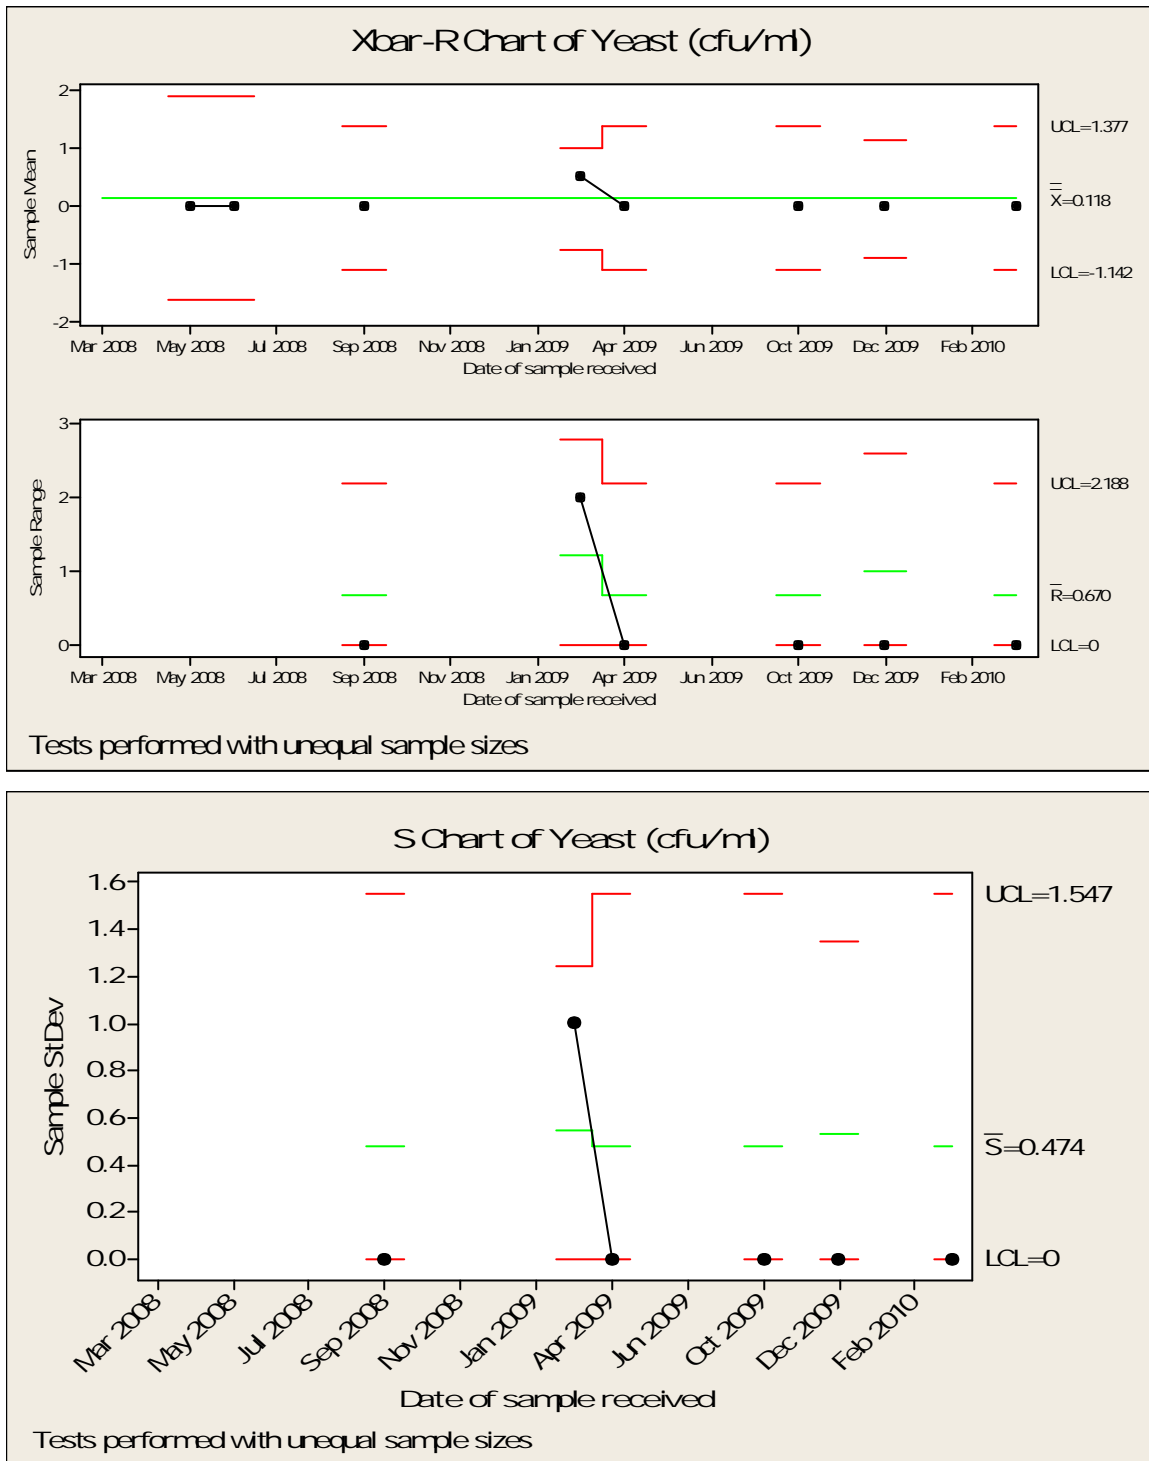 Xbar-R Chart of Yeast (cfu/ml)
2
1
0
-1
-2
Sample Mean
UCL=1.377
X=0.118
LCL=-1.142
Mar 2008 May 2008 Jul 2008 Sep 2008 Nov 2008 Jan 2009 Apr 2009 Jun 2009 Oct 2009 Dec 2009 Feb 2010
Date of sample received
3
2
1
0
Sample Range
UCL=2.188
R=0.670
LCL=0
Mar 2008 May 2008 Jul 2008 Sep 2008 Nov 2008 Jan 2009 Apr 2009 Jun 2009 Oct 2009 Dec 2009 Feb 2010
Date of sample received
Tests performed with unequal sample sizes
S Chart of Yeast (cfu/ml)
1.6
1.4
1.2
1.0
0.8
0.6
0.4
0.2
0.0
Sample StDev
UCL=1.547
S=0.474
LCL=0
Mar 2008 May 2008 Jul 2008 Sep 2008 Nov 2008 Jan 2009 Apr 2009 Jun 2009 Oct 2009 Dec 2009 Feb 2010
Date of sample received
Tests performed with unequal sample sizes